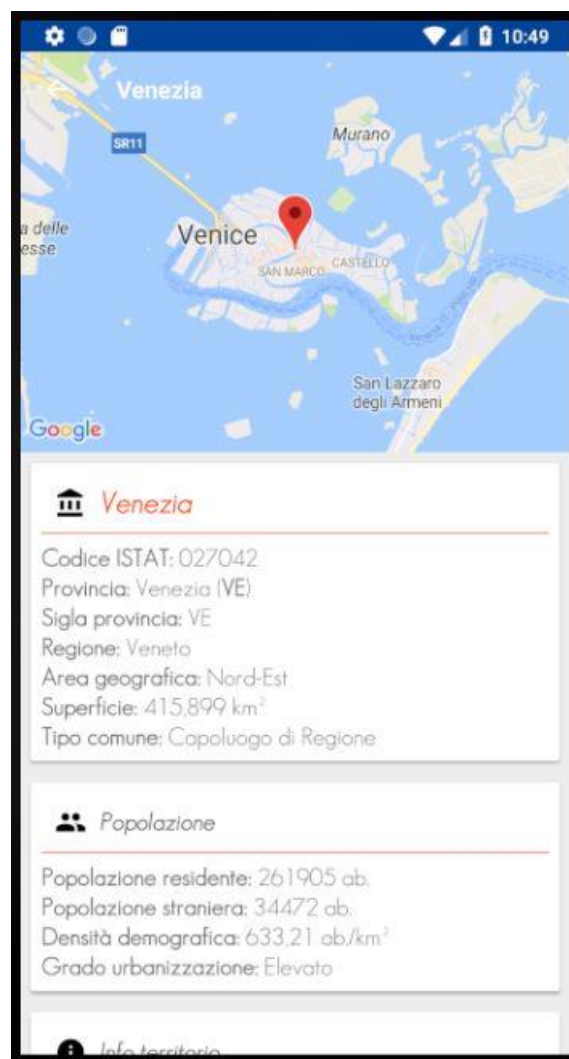 10:49
Venezia
Murano
SR11
a delle
esse
Venice
CASTELLO
SAN MARCO
San Lazzaro
degli Armeni
Google
Venezia
Codice ISTAT: 027042
Provincia: Venezia (VE)
Sigla provincia: VE
Regione: Veneto
Area geografica: Nord-Est
Superficie: 415,899 km²
Tipo comune: Capoluogo di Regione
Popolazione
Popolazione residente: 261905 ab.
Popolazione straniera: 34472 ab.
Densità demografica: 633,21 ab./km²
Grado urbanizzazione: Elevato
Info territorio